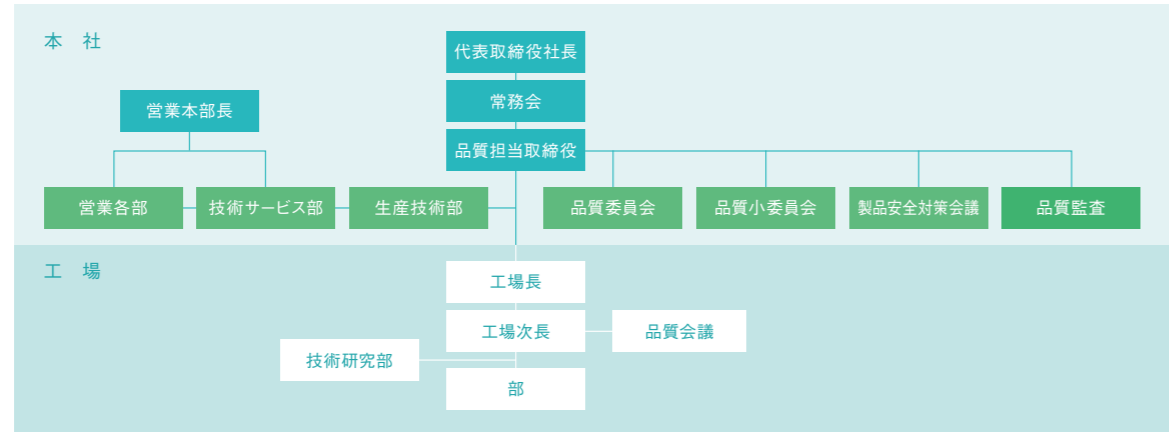 本 社
代表取締役社長
常務会
営業本部長
品質担当取締役
営業各部
技術サービス部
生産技術部
品質委員会
品質小委員会
製品安全対策会議
品質監査
工 場
工場長
工場次長
品質会議
技術研究部
部